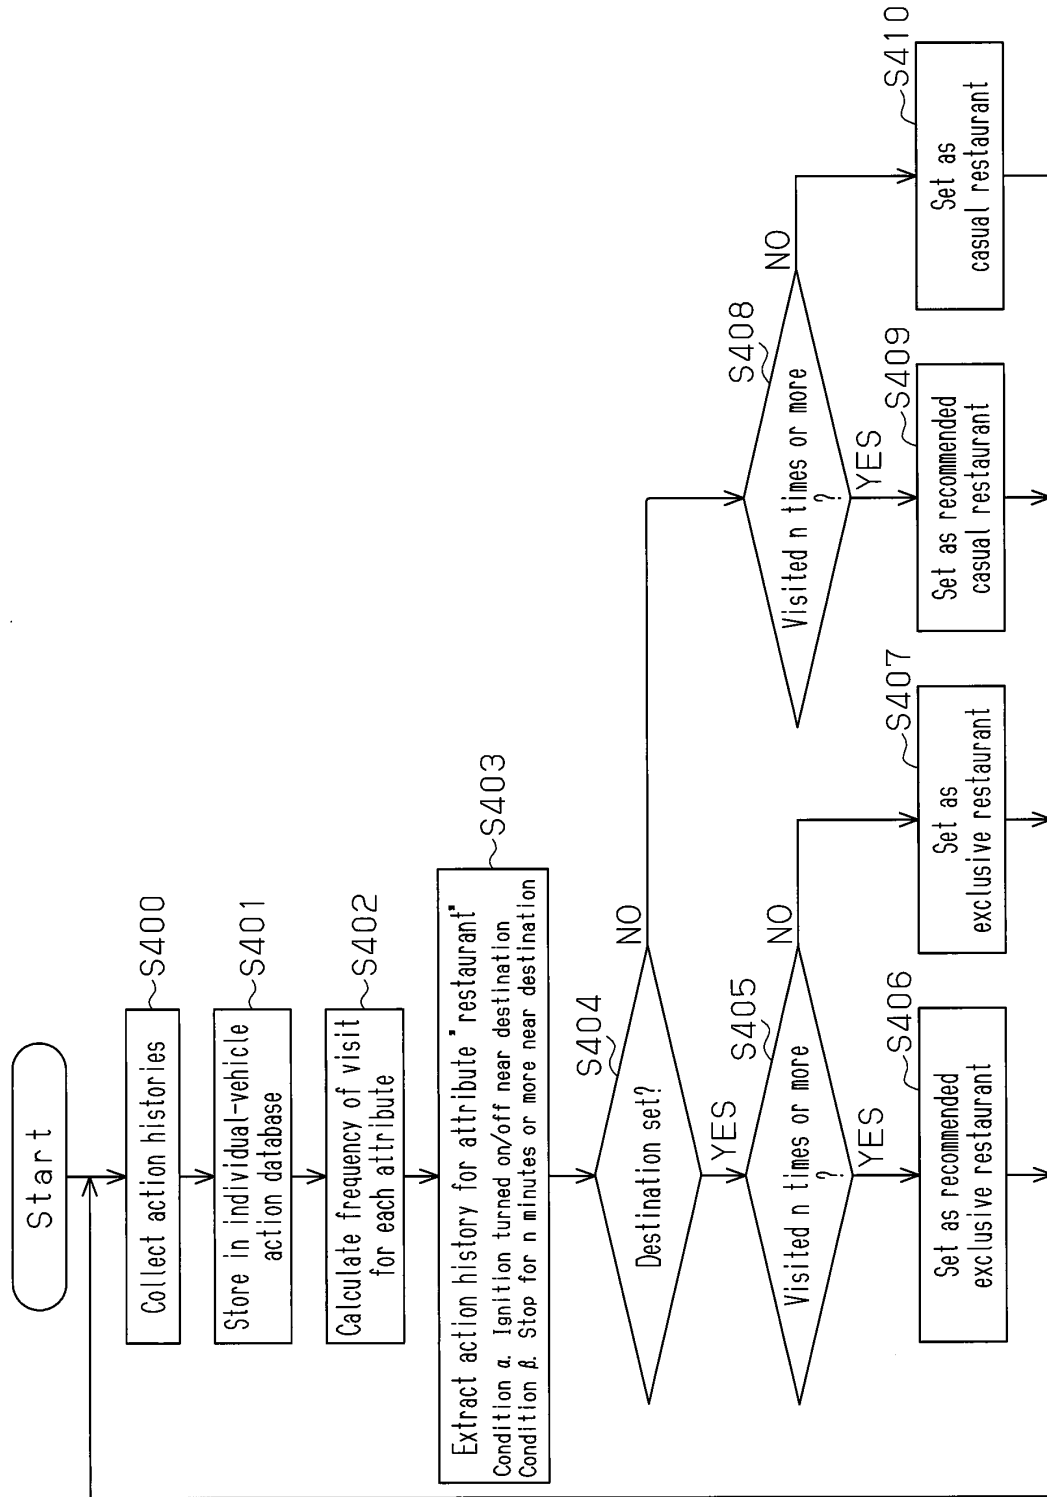 Start
S400
Collect action histories
S401
Store in individual-vehicle
action database
S402
Calculate frequency of visit
for each attribute
S403
Extract action history for attribute "restaurant"
Condition α. Ignition turned on/off near destination
Condition β. Stop for n minutes or more near destination
S404
Destination set?
NO
YES
S405
Visited n times or more
?
NO
YES
S408
Visited n times or more
?
NO
YES
S406
Set as recommended
exclusive restaurant
S407
Set as
exclusive restaurant
S409
Set as recommended
casual restaurant
S410
Set as
casual restaurant